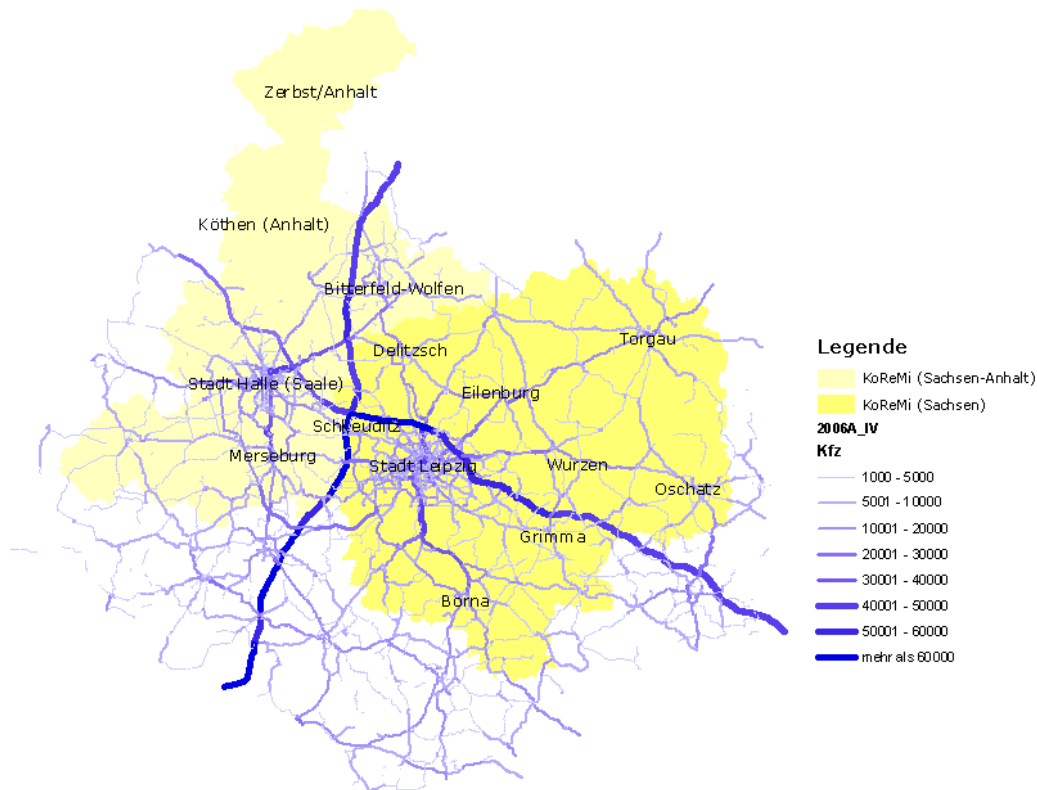 Zerbst/Anhalt
Köthen (Anhalt)
Bitterfeld-Wolfen
Torgau
Delitzsch
Stadt Halle (Saale)
Eilenburg
Schkeuditz
Merseburg
Stadt Leipzig
Wurzen
Oschatz
Grimma
Borna
Legende
KoReMi (Sachsen-Anhalt)
KoReMi (Sachsen)
2006A_IV
Kfz
1000 - 5000
5001 - 10000
10001 - 20000
20001 - 30000
30001 - 40000
40001 - 50000
50001 - 60000
mehr als 60000